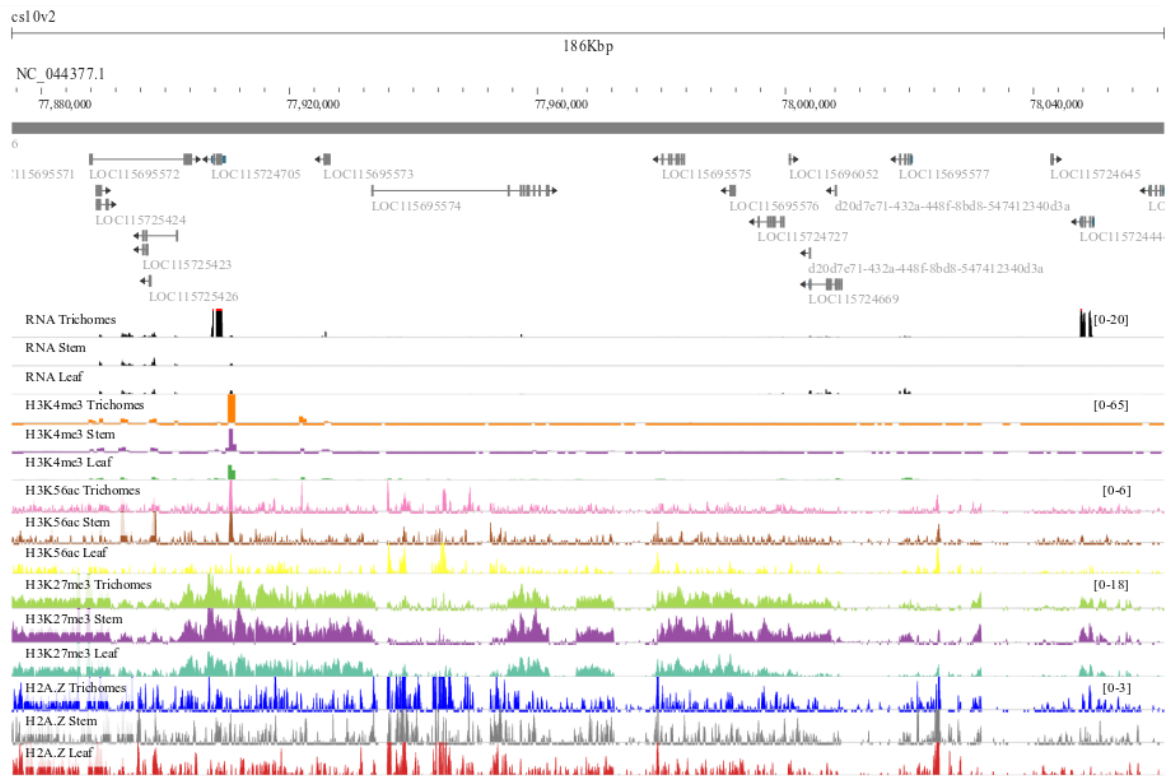 cs10v2
186Kbp
NC_044377.1
77,880,000 77,920,000 77,960,000 78,000,000 78,040,000
6
:115695571 LOC115695572 LOC115724705 LOC115695573 LOC115695575 LOC115696052 LOC115695577 LOC115724645
LOC115725424 LOC115695574 LOC115695576 d20d7e71-432a-448f-8bd8-547412340d3a LOC
LOC115724727 LOC115724444
LOC115725423 d20d7e71-432a-448f-8bd8-547412340d3a
LOC115725426 LOC115724669
RNA Trichomes [0-20]
RNA Stem
RNA Leaf
H3K4me3 Trichomes [0-65]
H3K4me3 Stem
H3K4me3 Leaf
H3K56ac Trichomes [0-6]
H3K56ac Stem
H3K56ac Leaf
H3K27me3 Trichomes [0-18]
H3K27me3 Stem
H3K27me3 Leaf
H2A.Z Trichomes [0-3]
H2A.Z Stem
H2A.Z Leaf